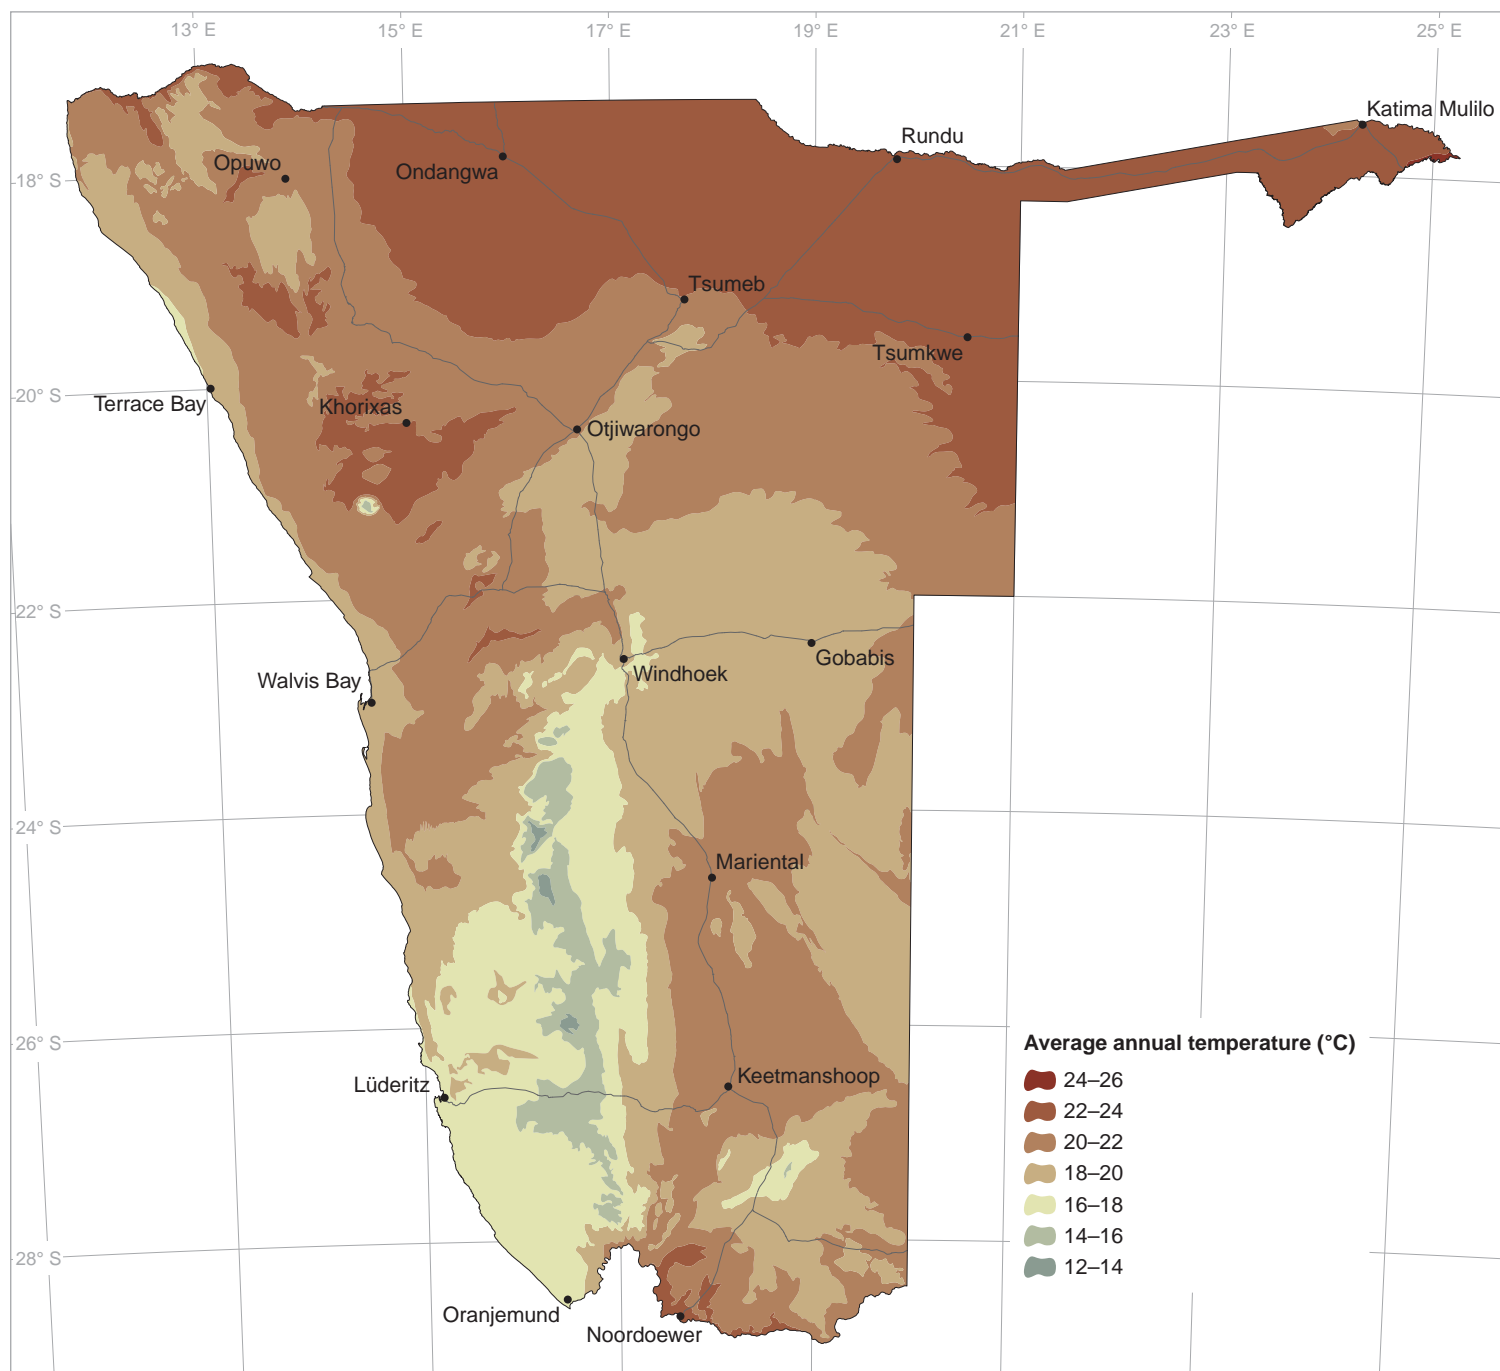 13° E 15° E 17° E 19° E 21° E 23° E 25° E
Katima Mulilo
Rundu
Opuwo
Ondangwa
18° S
Tsumeb
Tsumkwe
20° S
Terrace Bay
Khorixas
Otjiwarongo
22° S
Gobabis
Windhoek
Walvis Bay
24° S
Mariental
26° S
Average annual temperature (°C)
Keetmanshoop
Lüderitz
24–26
22–24
20–22
18–20
16–18
14–16
12–14
28° S
Oranjemund
Noordoewer